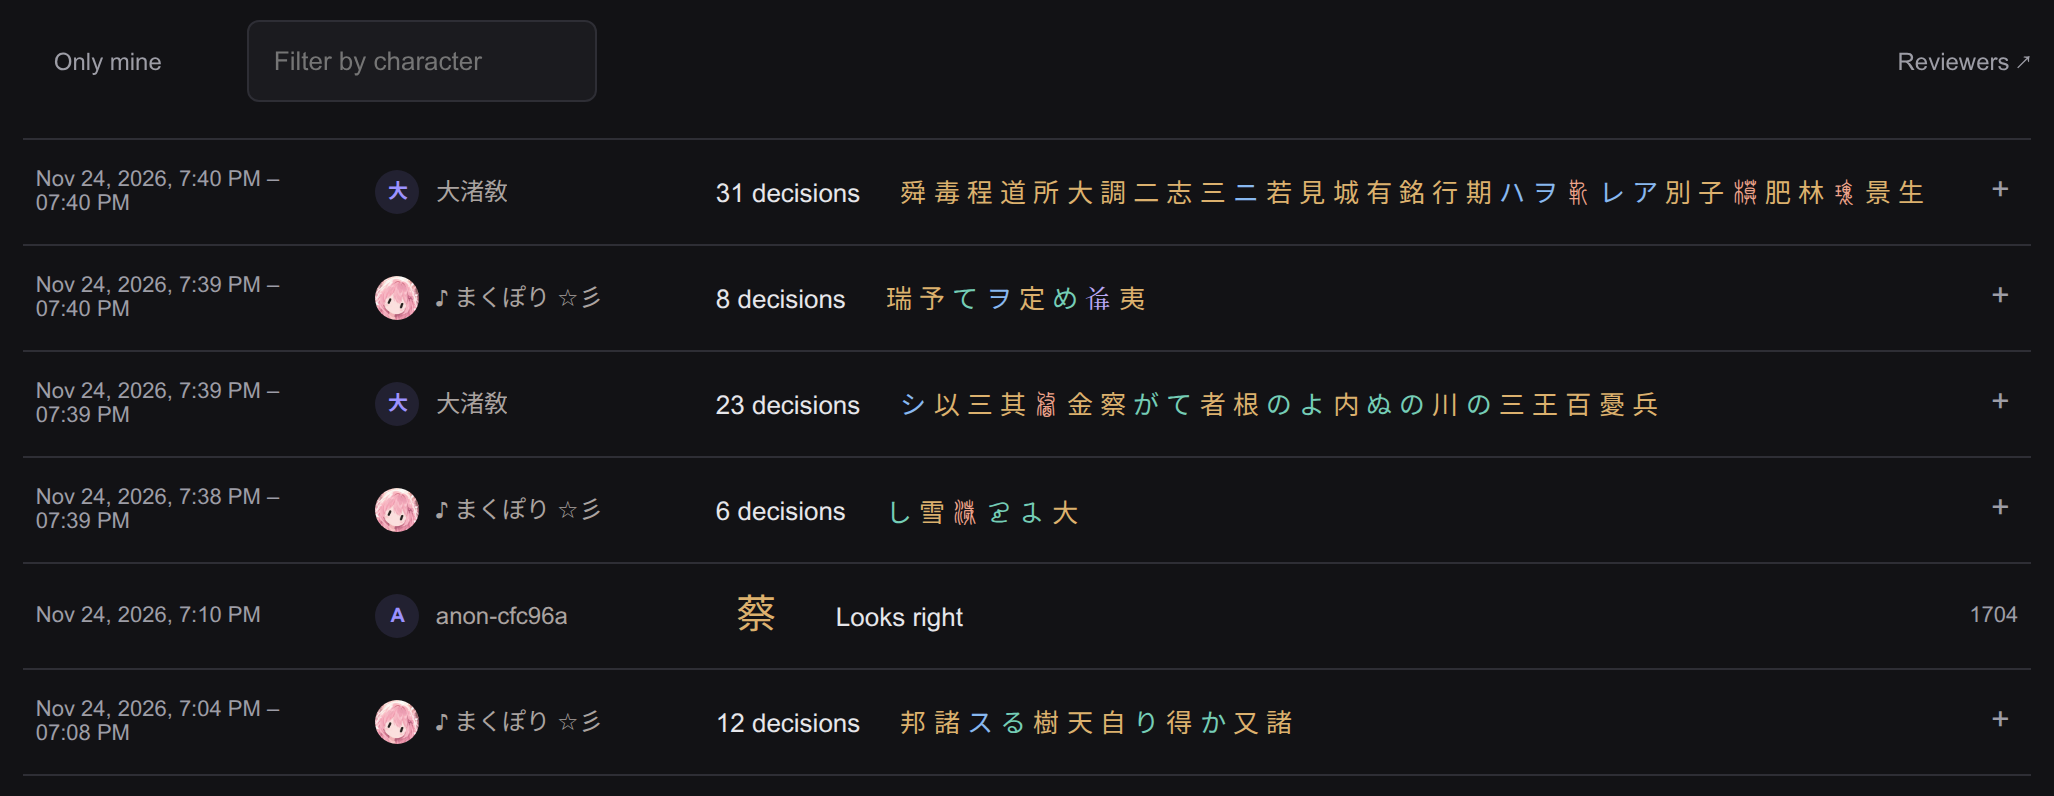 Only mine
Filter by character
Reviewers ↗
Nov 24, 2026, 7:40 PM –
07:40 PM
大 大渚敎
31 decisions 舜 毒 程 道 所 大 調 二 志 三 ニ 若 見 城 有 銘 行 期 ハ ヲ レ ア 別 子 肥 林 景 生 +
Nov 24, 2026, 7:39 PM –
07:40 PM
♪ まくぽり ☆彡
8 decisions 瑞 予 て ヲ 定 め 夷 +
Nov 24, 2026, 7:39 PM –
07:39 PM
大 大渚敎
23 decisions シ 以 三 其 金 察 が て 者 根 の よ 内 ぬ の 川 の 三 王 百 憂 兵 +
Nov 24, 2026, 7:38 PM –
07:39 PM
♪ まくぽり ☆彡
6 decisions し 雪 大 +
Nov 24, 2026, 7:10 PM
A anon-cfc96a
蔡 Looks right 1704
Nov 24, 2026, 7:04 PM –
07:08 PM
♪ まくぽり ☆彡
12 decisions 邦 諸 ス る 樹 天 自 り 得 か 又 諸 +